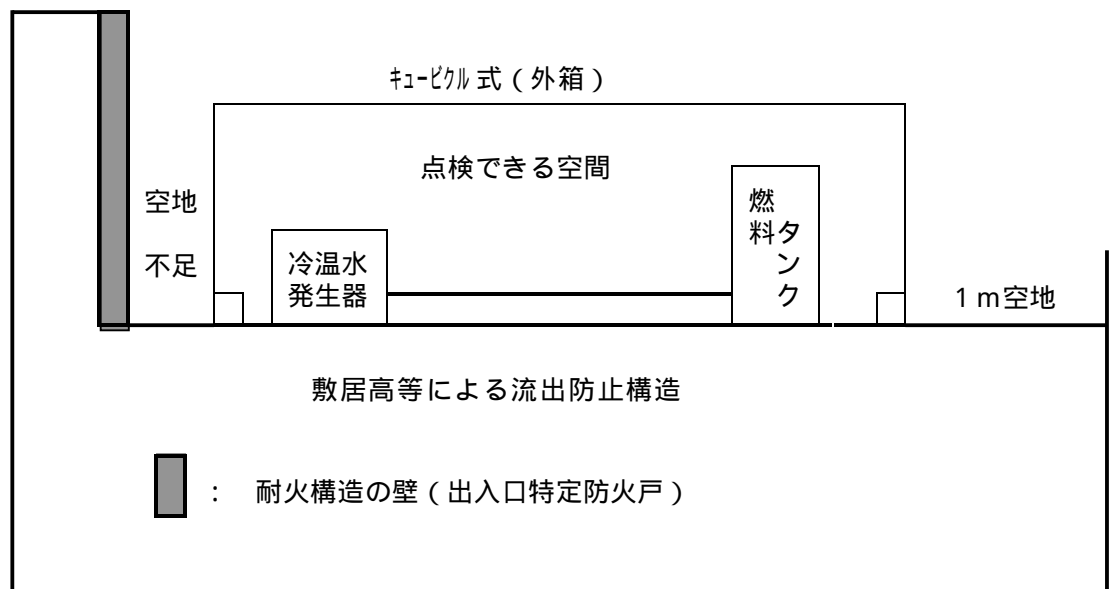 ｷｭｰﾋﾞｸﾙ式（外箱）
点検できる空間
空地
不足
冷温水
発生器
燃料
タンク
１ｍ空地
敷居高等による流出防止構造
： 耐火構造の壁（出入口特定防火戸）